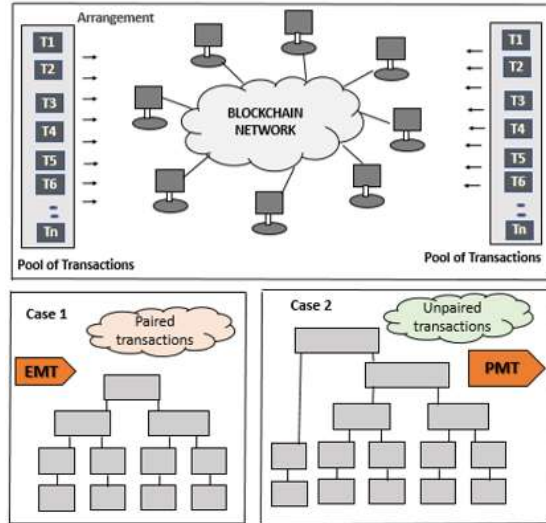 Arrangement
T1
T2
T3
T4
T5
T6
Tn
Pool of Transactions
BLOCKCHAIN
NETWORK
T1
T2
T3
T4
T5
T6
Tn
Pool of Transactions
Case 1
Paired
transactions
EMT
Case 2
Unpaired
transactions
PMT